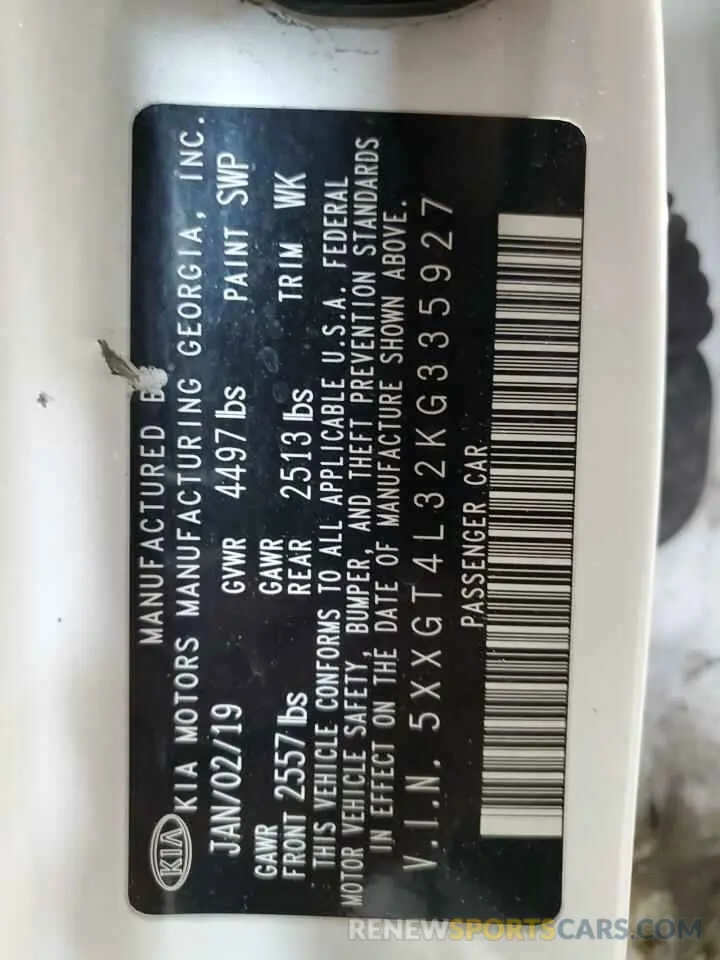 MANUFACTURED B
KIA KIA MOTORS MANUFACTURING GEORGIA, INC.
JAN/02/19 GVWR 4497 lbs PAINT SWP
GAWR GAWR
FRONT 2557 lbs REAR 2513 lbs TRIM WK
THIS VEHICLE CONFORMS TO ALL APPLICABLE U.S.A. FEDERAL
MOTOR VEHICLE SAFETY, BUMPER, AND THEFT PREVENTION STANDARDS
IN EFFECT ON THE DATE OF MANUFACTURE SHOWN ABOVE.
V.I.N. 5XXGT4L32KG335927
PASSENGER CAR
RENEWSPORTSCARS.COM